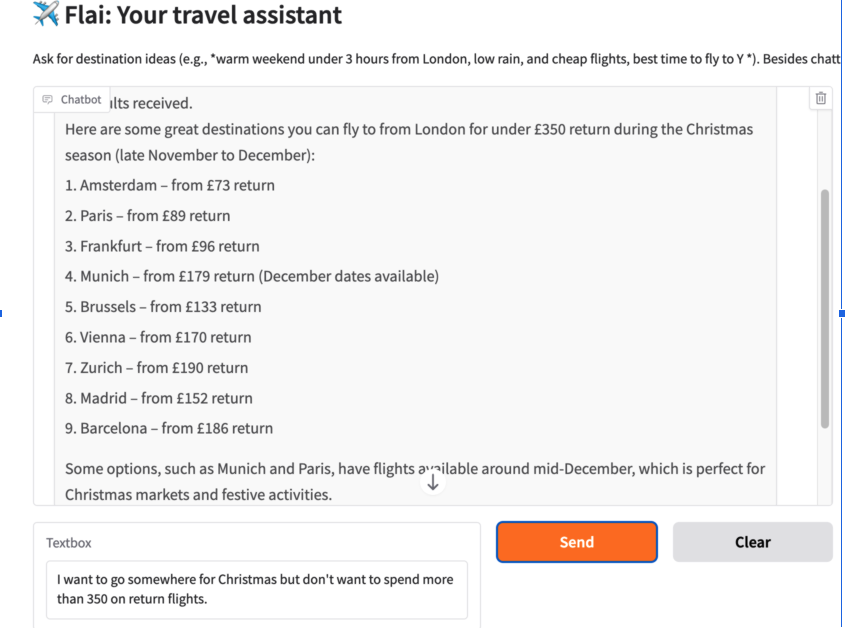 Flai: Your travel assistant
Ask for destination ideas (e.g., *warm weekend under 3 hours from London, low rain, and cheap flights, best time to fly to Y *). Besides chatt
Chatbot
received.
Here are some great destinations you can fly to from London for under £350 return during the Christmas
season (late November to December):
1. Amsterdam – from £73 return
2. Paris – from £89 return
3. Frankfurt – from £96 return
4. Munich – from £179 return (December dates available)
5. Brussels – from £133 return
6. Vienna – from £170 return
7. Zurich – from £190 return
8. Madrid – from £152 return
9. Barcelona – from £186 return
Some options, such as Munich and Paris, have flights available around mid-December, which is perfect for
Christmas markets and festive activities.
Textbox
I want to go somewhere for Christmas but don't want to spend more
than 350 on return flights.
Send
Clear